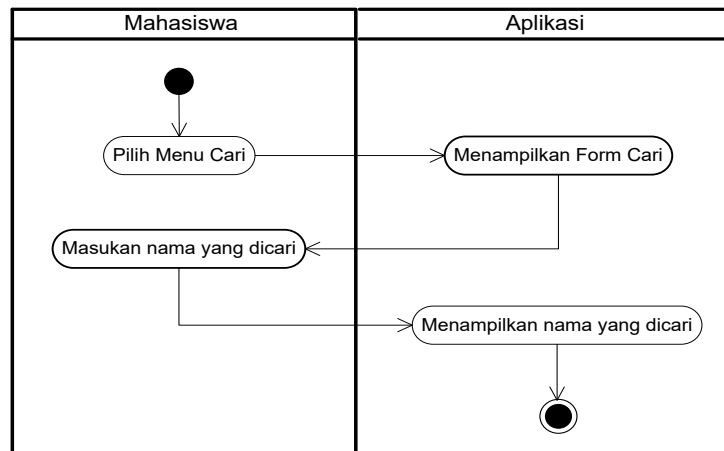 Mahasiswa
Aplikasi
Pilih Menu Cari
Menampilkan Form Cari
Masukan nama yang dicari
Menampilkan nama yang dicari